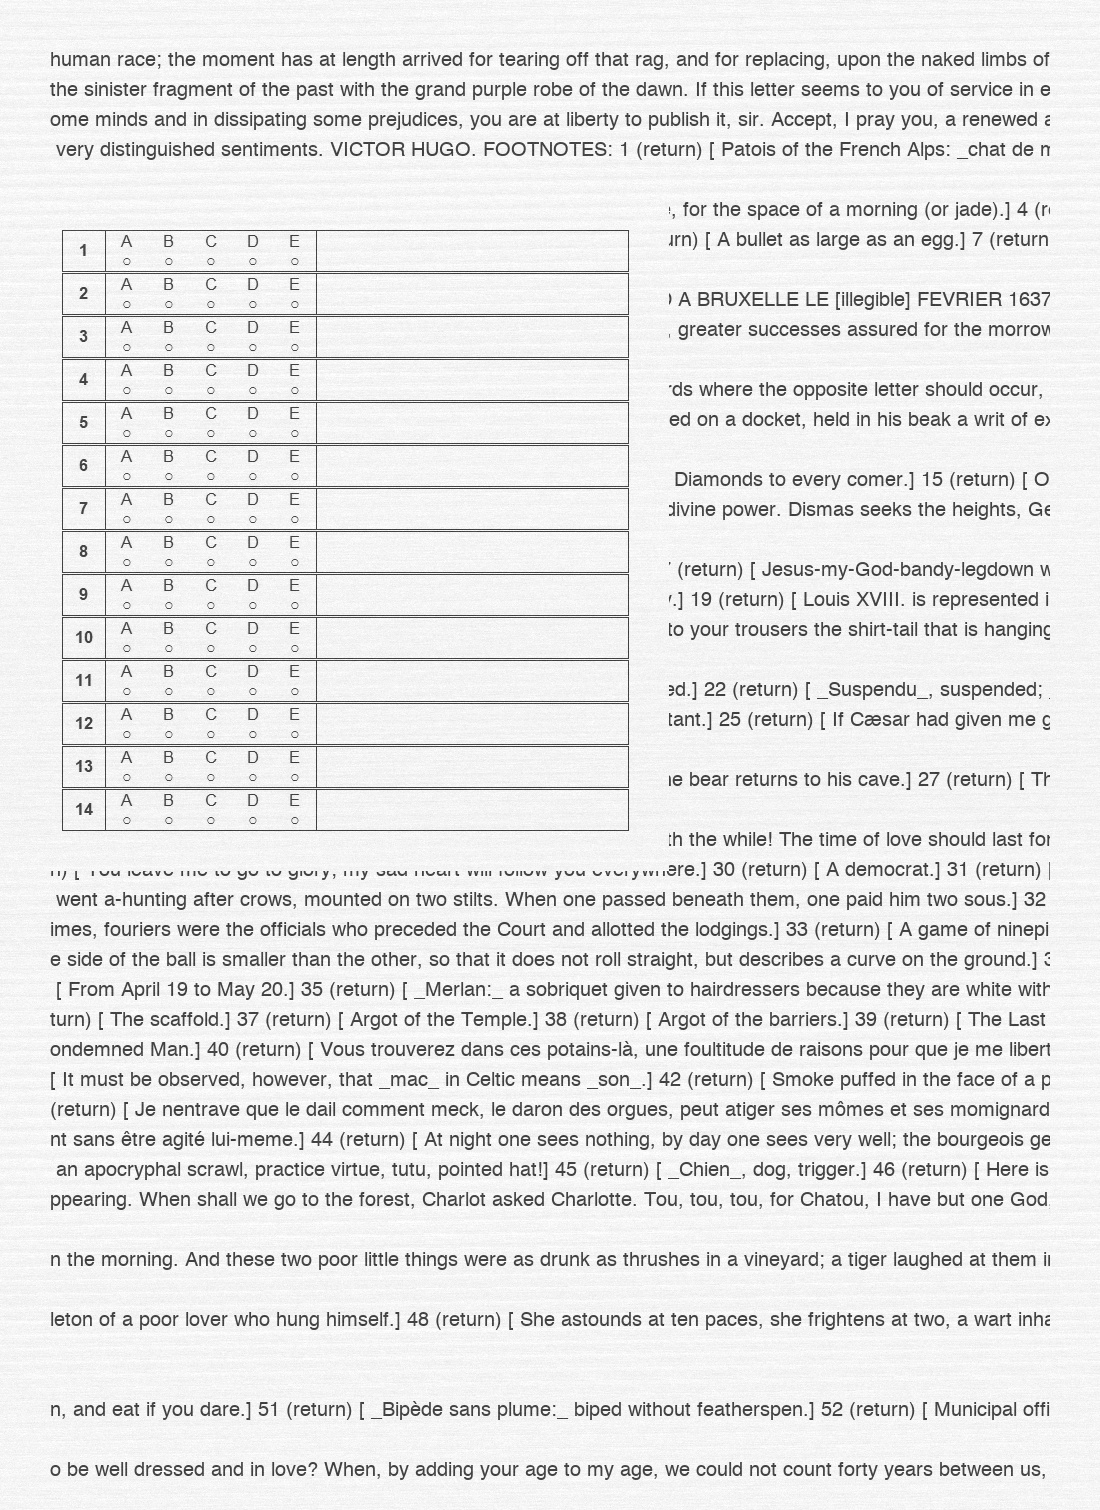 human race; the moment has at length arrived for tearing off that rag, and for replacing, upon the naked limbs of
the sinister fragment of the past with the grand purple robe of the dawn. If this letter seems to you of service in e
ome minds and in dissipating some prejudices, you are at liberty to publish it, sir. Accept, I pray you, a renewed a
very distinguished sentiments. VICTOR HUGO. FOOTNOTES: 1 (return) [ Patois of the French Alps: _chat de m
, for the space of a morning (or jade).] 4 (re
urn) [ A bullet as large as an egg.] 7 (return
A BRUXELLE LE [illegible] FEVRIER 1637
, greater successes assured for the morrow
rds where the opposite letter should occur,
ed on a docket, held in his beak a writ of ex
Diamonds to every comer.] 15 (return) [ O
divine power. Dismas seeks the heights, Ge
(return) [ Jesus-my-God-bandy-legdown w
.] 19 (return) [ Louis XVIII. is represented i
to your trousers the shirt-tail that is hanging
ed.] 22 (return) [ _Suspendu_, suspended;
tant.] 25 (return) [ If Cæsar had given me g
he bear returns to his cave.] 27 (return) [ Th
th the while! The time of love should last for
1 A B C D E
2 A B C D E
3 A B C D E
4 A B C D E
5 A B C D E
6 A B C D E
7 A B C D E
8 A B C D E
9 A B C D E
10 A B C D E
11 A B C D E
12 A B C D E
13 A B C D E
14 A B C D E
n) [ You leave me to go to glory; my sad heart will follow you everywhere.] 30 (return) [ A democrat.] 31 (return) [
went a-hunting after crows, mounted on two stilts. When one passed beneath them, one paid him two sous.] 32
imes, fouriers were the officials who preceded the Court and allotted the lodgings.] 33 (return) [ A game of ninepi
e side of the ball is smaller than the other, so that it does not roll straight, but describes a curve on the ground.] 3
[ From April 19 to May 20.] 35 (return) [ _Merlan:_ a sobriquet given to hairdressers because they are white with
turn) [ The scaffold.] 37 (return) [ Argot of the Temple.] 38 (return) [ Argot of the barriers.] 39 (return) [ The Last
ondemned Man.] 40 (return) [ Vous trouverez dans ces potains-là, une foultitude de raisons pour que je me libert
[ It must be observed, however, that _mac_ in Celtic means _son_.] 42 (return) [ Smoke puffed in the face of a p
(return) [ Je nentrave que le dail comment meck, le daron des orgues, peut atiger ses mômes et ses momignard
nt sans être agité lui-meme.] 44 (return) [ At night one sees nothing, by day one sees very well; the bourgeois ge
an apocryphal scrawl, practice virtue, tutu, pointed hat!] 45 (return) [ _Chien_, dog, trigger.] 46 (return) [ Here is
ppearing. When shall we go to the forest, Charlot asked Charlotte. Tou, tou, tou, for Chatou, I have but one God
n the morning. And these two poor little things were as drunk as thrushes in a vineyard; a tiger laughed at them in
leton of a poor lover who hung himself.] 48 (return) [ She astounds at ten paces, she frightens at two, a wart inha
n, and eat if you dare.] 51 (return) [ _Bipède sans plume:_ biped without featherspen.] 52 (return) [ Municipal offi
o be well dressed and in love? When, by adding your age to my age, we could not count forty years between us,